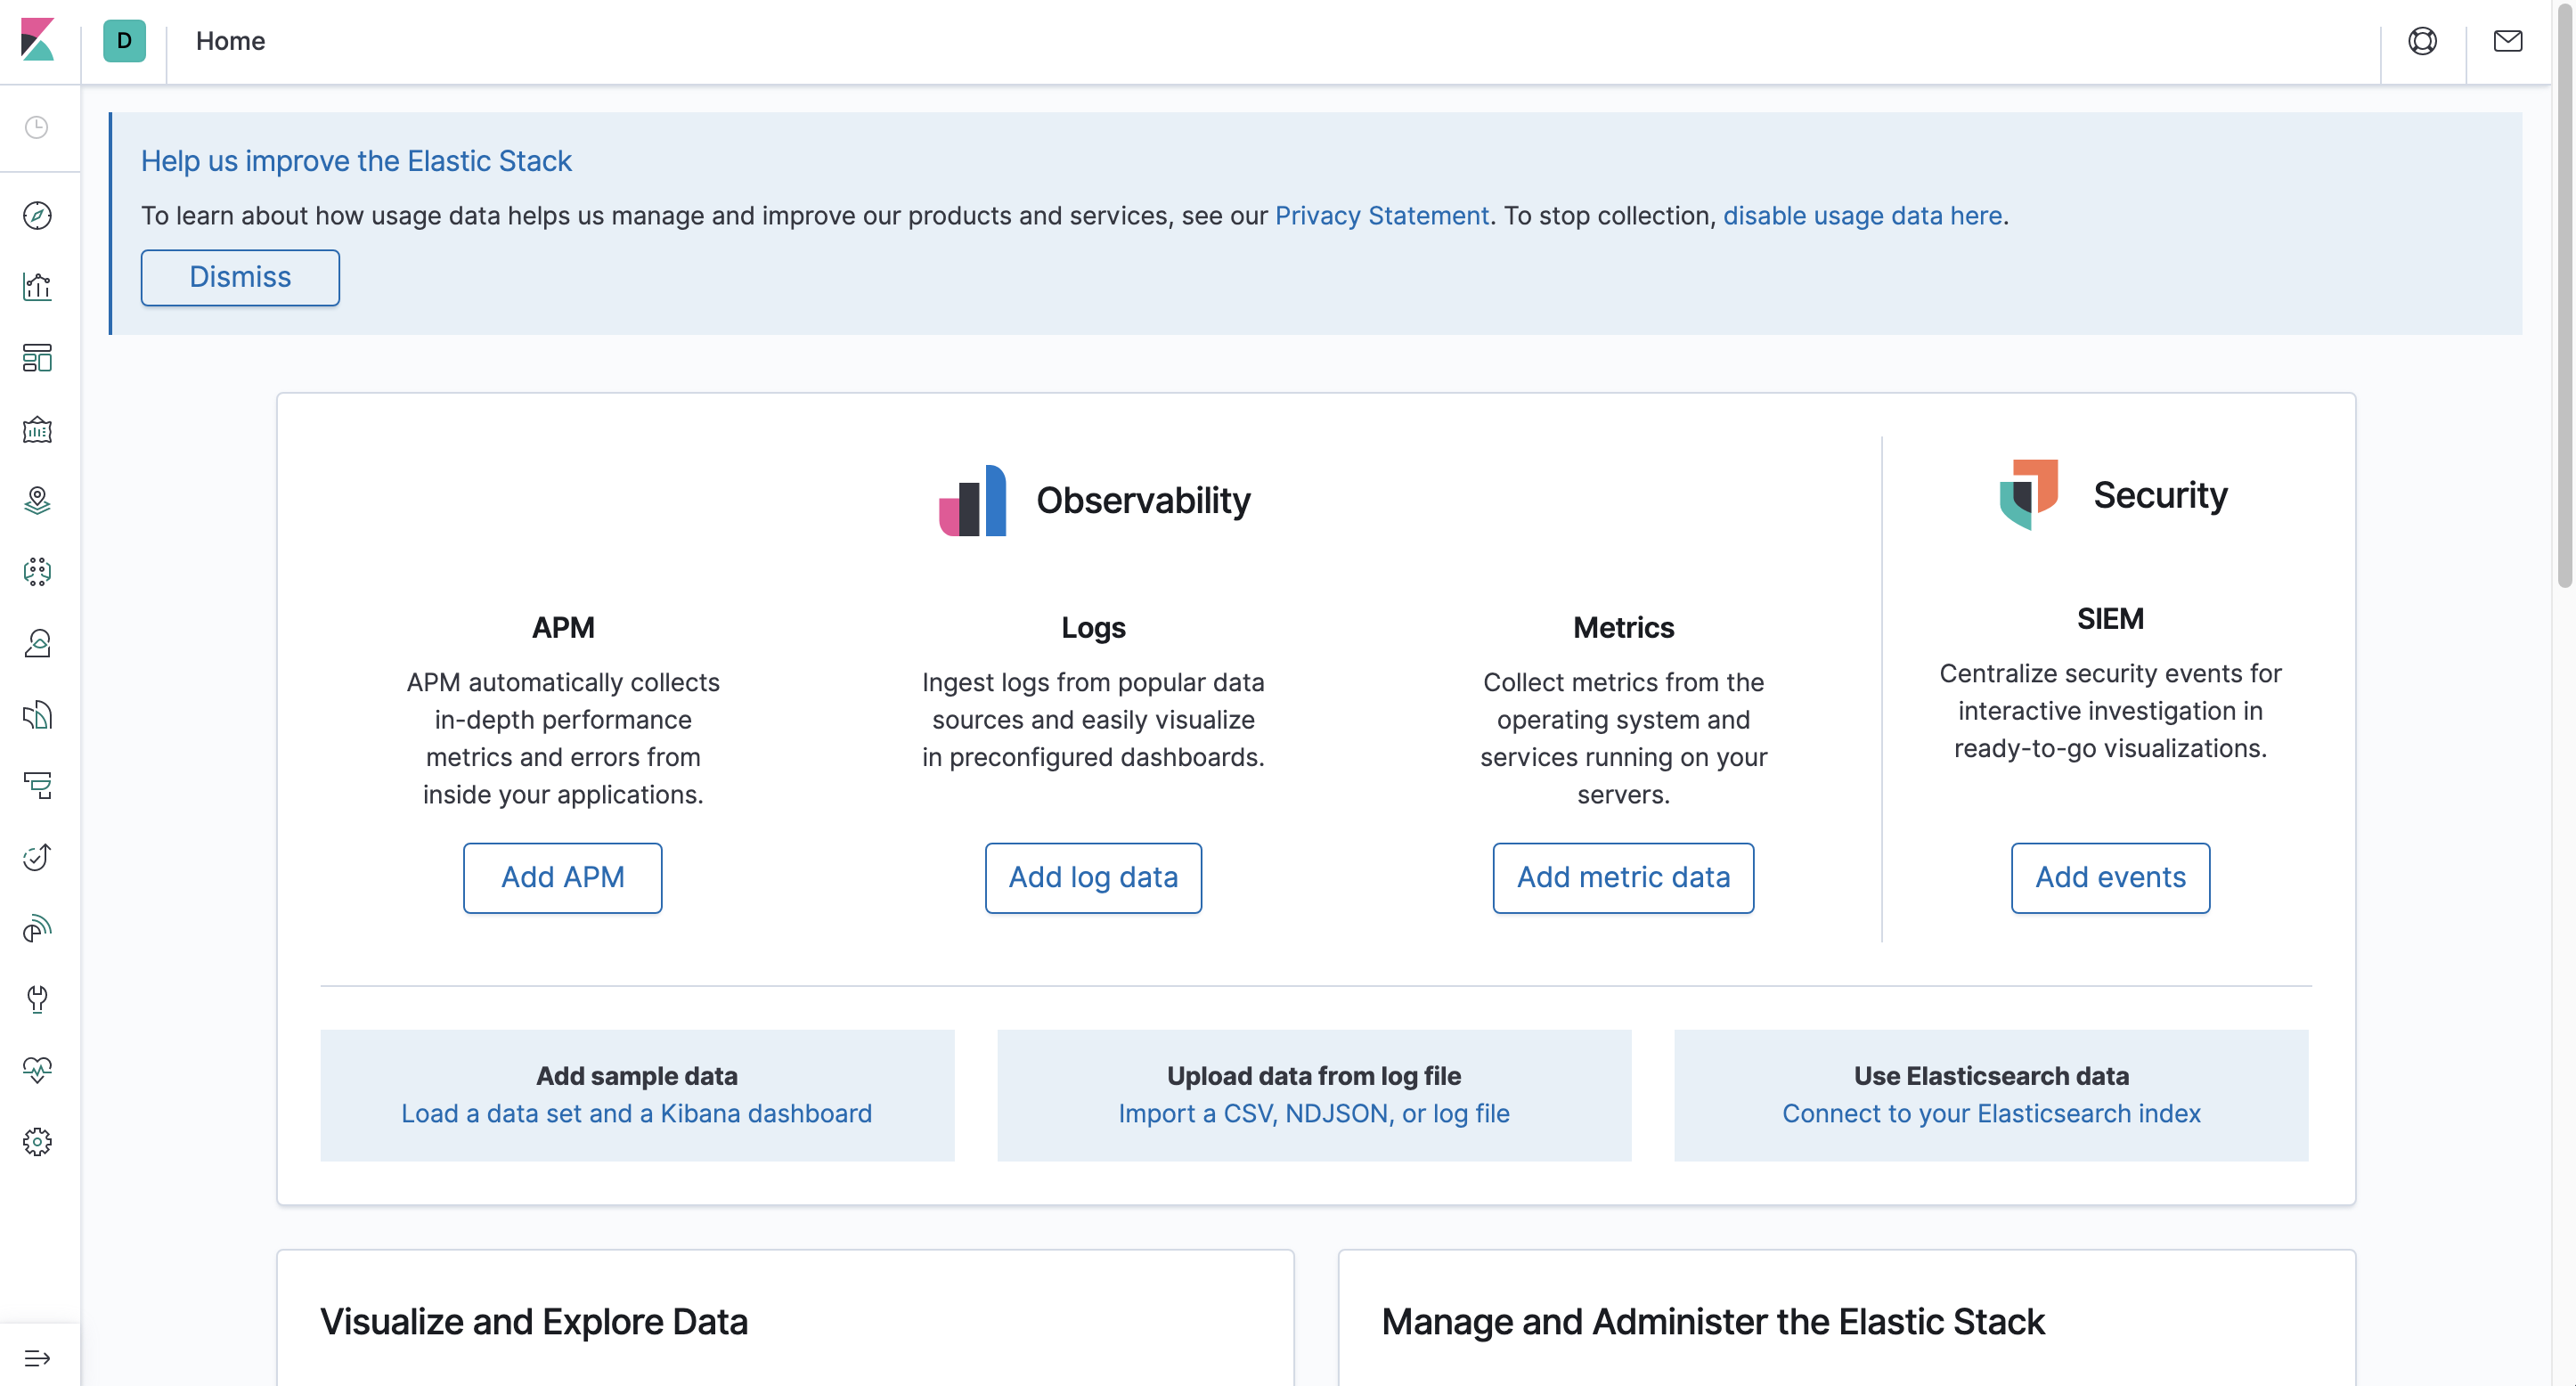 D
Home
Help us improve the Elastic Stack
To learn about how usage data helps us manage and improve our products and services, see our Privacy Statement. To stop collection, disable usage data here.
Dismiss
Observability
APM
APM automatically collects
in-depth performance
metrics and errors from
inside your applications.
Add APM
Logs
Ingest logs from popular data
sources and easily visualize
in preconfigured dashboards.
Add log data
Metrics
Collect metrics from the
operating system and
services running on your
servers.
Add metric data
Security
SIEM
Centralize security events for
interactive investigation in
ready-to-go visualizations.
Add events
Add sample data
Load a data set and a Kibana dashboard
Upload data from log file
Import a CSV, NDJSON, or log file
Use Elasticsearch data
Connect to your Elasticsearch index
Visualize and Explore Data
Manage and Administer the Elastic Stack